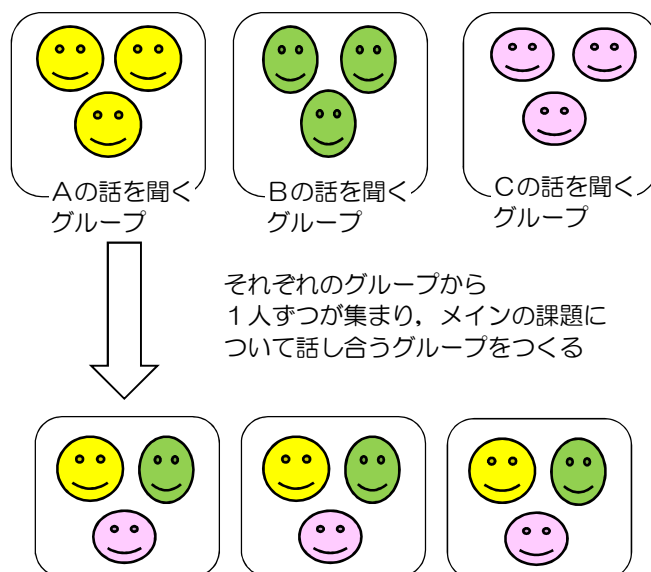 Aの話を聞く
グループ
Bの話を聞く
グループ
Cの話を聞く
グループ
それぞれのグループから
1人ずつが集まり,メインの課題に
ついて話し合うグループをつくる